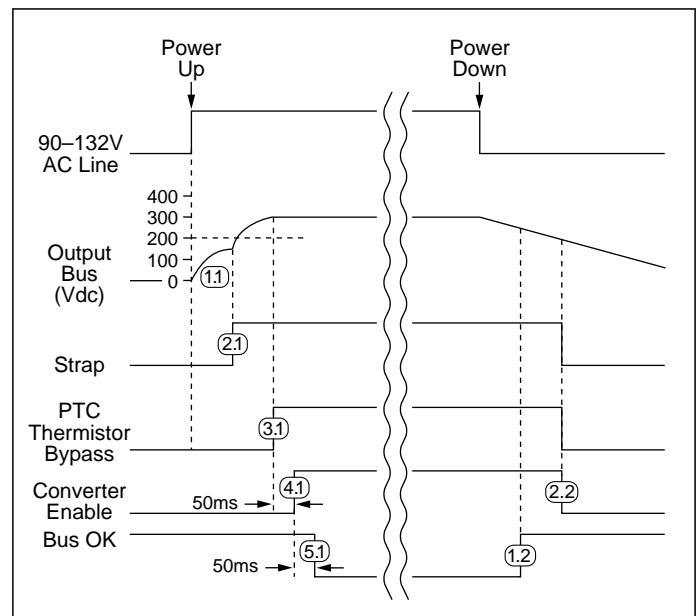 Power
Up
Power
Down
90–132V
AC Line
400
300
200
100
0
Output
Bus
(Vdc)
1.1
2.1
Strap
PTC
Thermistor
Bypass
3.1
Converter
Enable
50ms
4.1
2.2
Bus OK
50ms
5.1
1.2